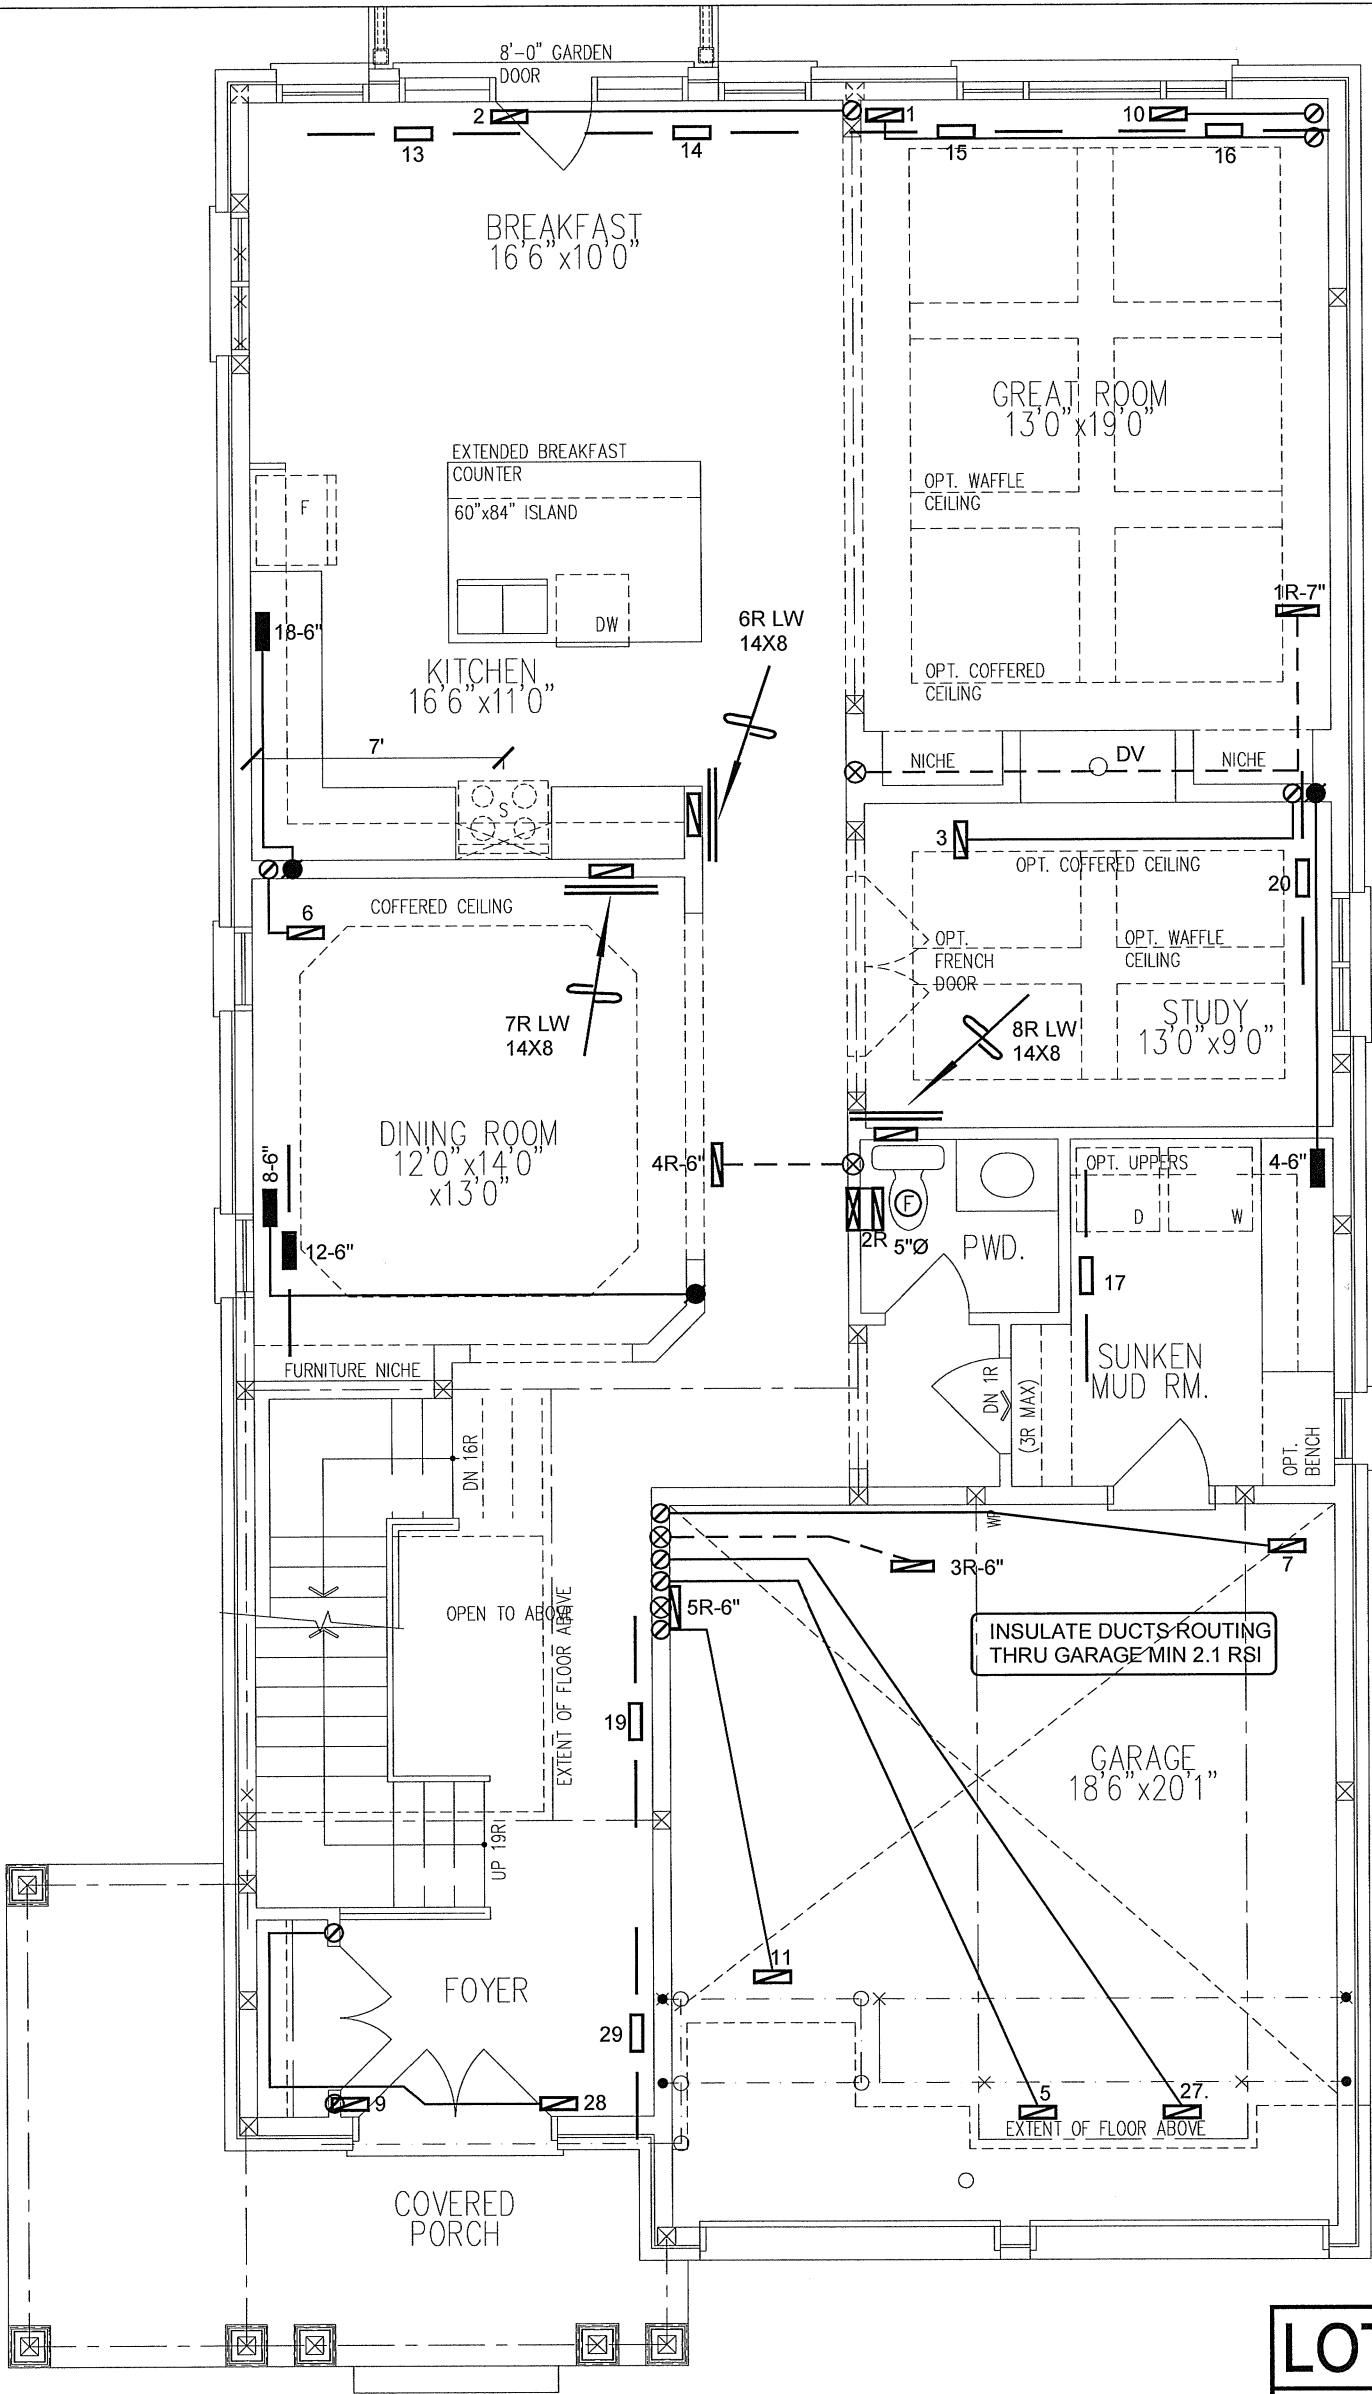 8'-0" GARDEN
DOOR
2
1
10
13
14
15
16
BREAKFAST
16'6"x10'0"
GREAT ROOM
13'0"x19'0"
EXTENDED BREAKFAST
COUNTER
60"x84" ISLAND
F
OPT. WAFFLE
CEILING
DW
18-6"
6R LW
14X8
1R-7"
KITCHEN
16'6"x11'0"
OPT. COFFERED
CEILING
7'
NICHE
DV
NICHE
S
3
OPT. COFFERED CEILING
20
6
COFFERED CEILING
OPT.
FRENCH
DOOR
OPT. WAFFLE
CEILING
7R LW
14X8
8R LW
14X8
STUDY
13'0"x9'0"
DINING ROOM
12'0"x14'0"
x13'0"
4R-6"
OPT. UPPERS
4-6"
8-6"
F
D
W
12-6"
2R
5"Ø
PWD.
17
FURNITURE NICHE
SUNKEN
MUD RM.
DN 1R
(3R MAX)
DN 16R
OPT.
BENCH
WP
7
3R-6"
OPEN TO ABOVE
5R-6"
INSULATE DUCTS ROUTING
THRU GARAGE MIN 2.1 RSI
EXTENT OF FLOOR ABOVE
19
GARAGE
18'6"x20'1"
UP 19R
11
FOYER
29
9
28
5
27.
EXTENT OF FLOOR ABOVE
COVERED
PORCH
LOT